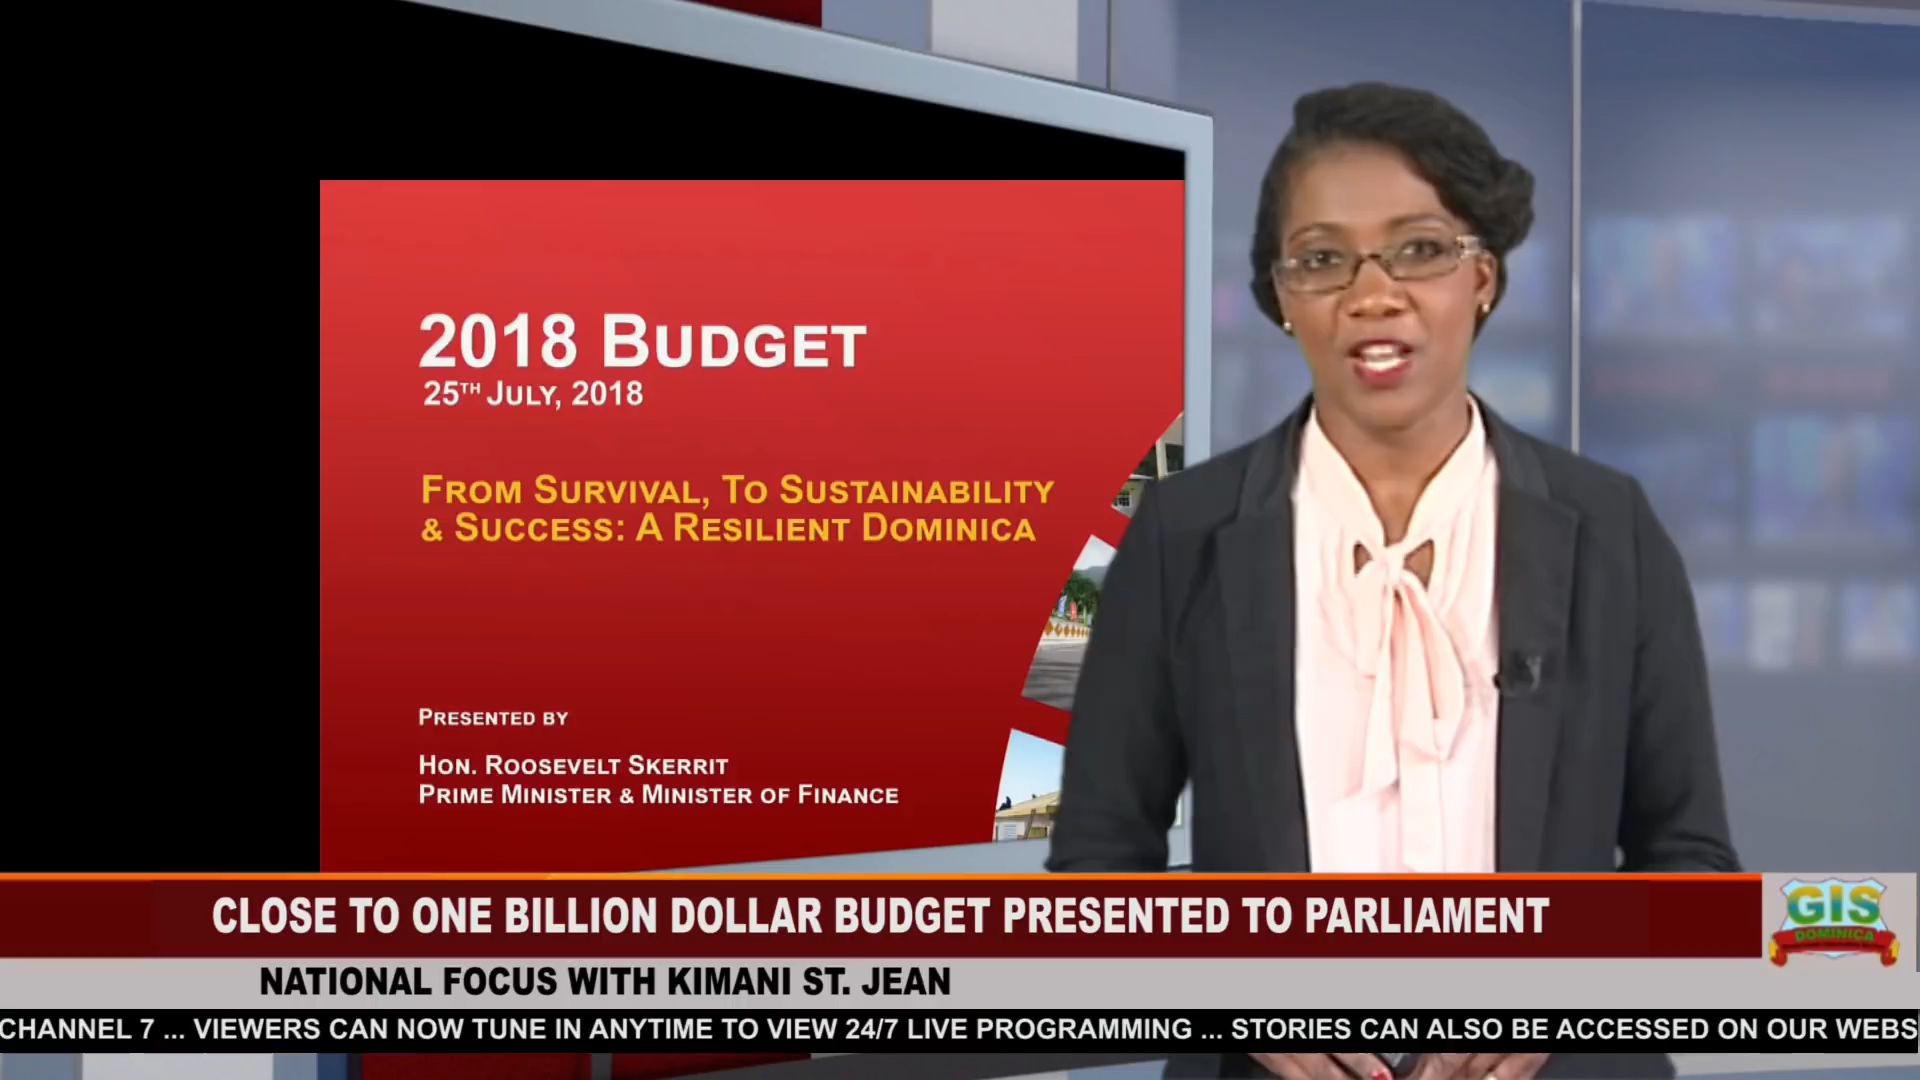 2018 BUDGET
25TH JULY, 2018
FROM SURVIVAL, TO SUSTAINABILITY
& SUCCESS: A RESILIENT DOMINICA
PRESENTED BY
HON. ROOSEVELT SKERRIT
PRIME MINISTER & MINISTER OF FINANCE
CLOSE TO ONE BILLION DOLLAR BUDGET PRESENTED TO PARLIAMENT
GIS
DOMINICA
NATIONAL FOCUS WITH KIMANI ST. JEAN
CHANNEL 7 ... VIEWERS CAN NOW TUNE IN ANYTIME TO VIEW 24/7 LIVE PROGRAMMING ... STORIES CAN ALSO BE ACCESSED ON OUR WEBS